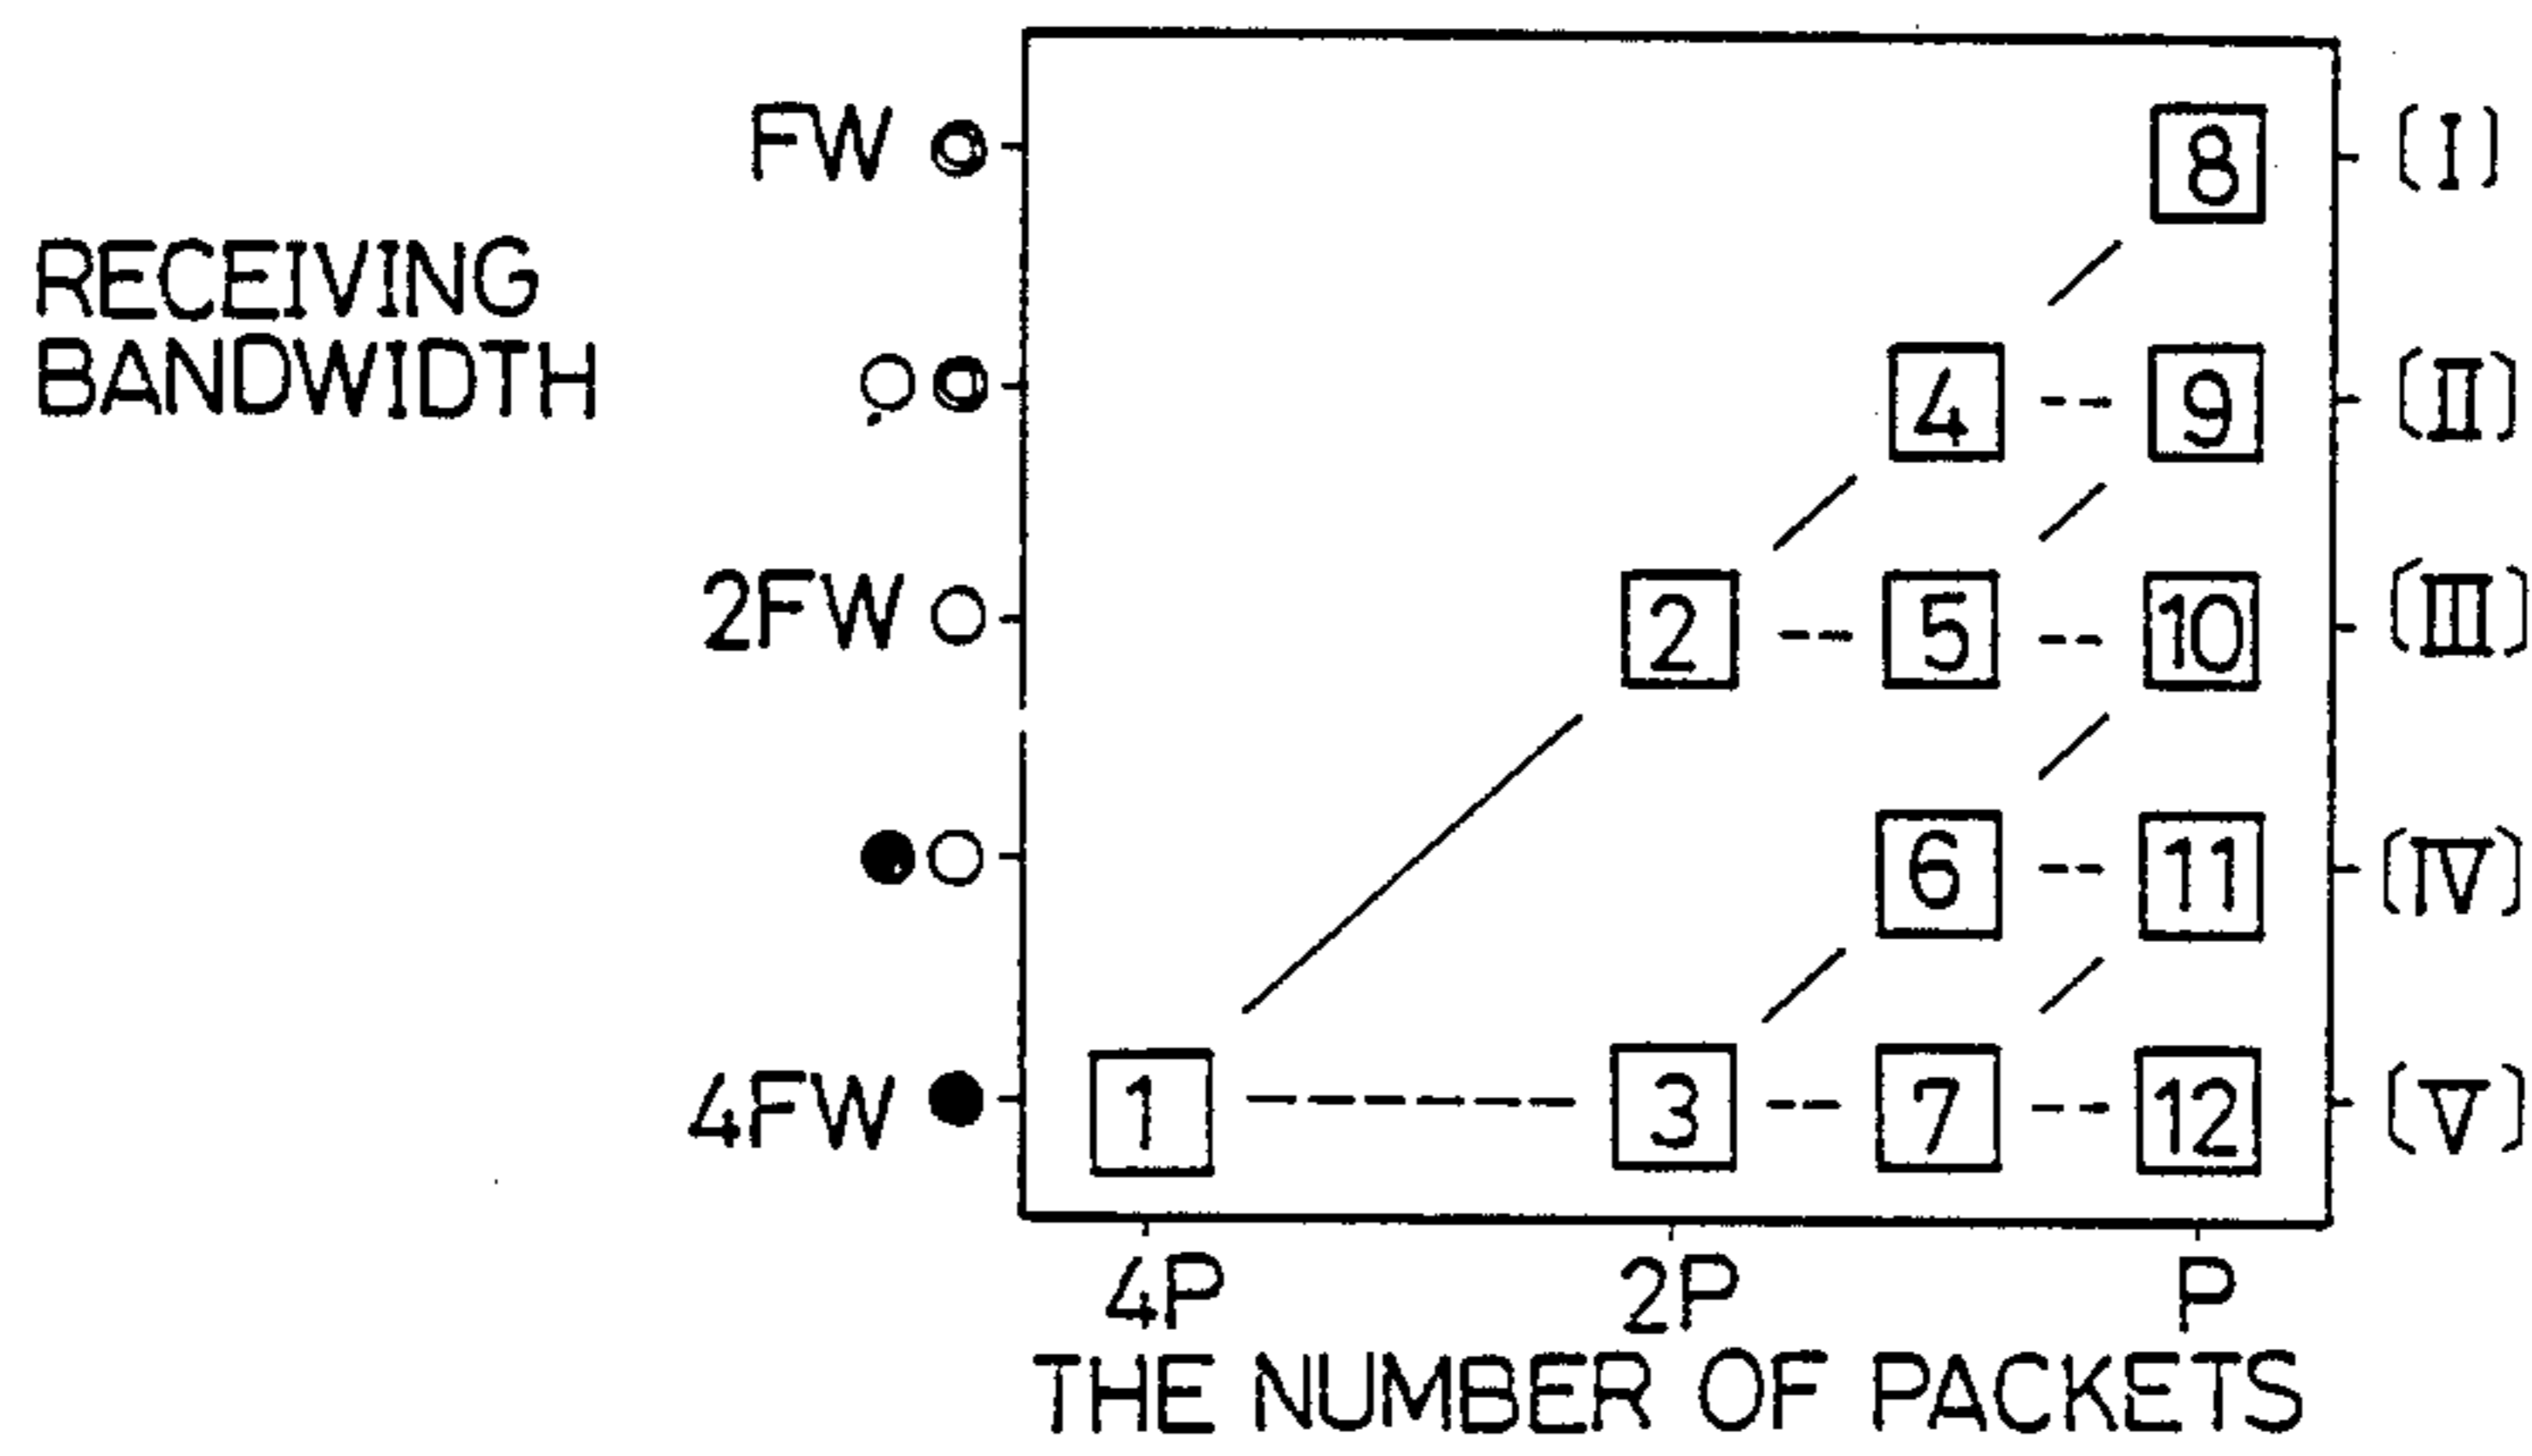 FW 8 (I)
RECEIVING
BANDWIDTH
4 9 (II)
2FW 2 5 10 (III)
6 11 (IV)
4FW 1 3 7 12 (V)
4P 2P P
THE NUMBER OF PACKETS